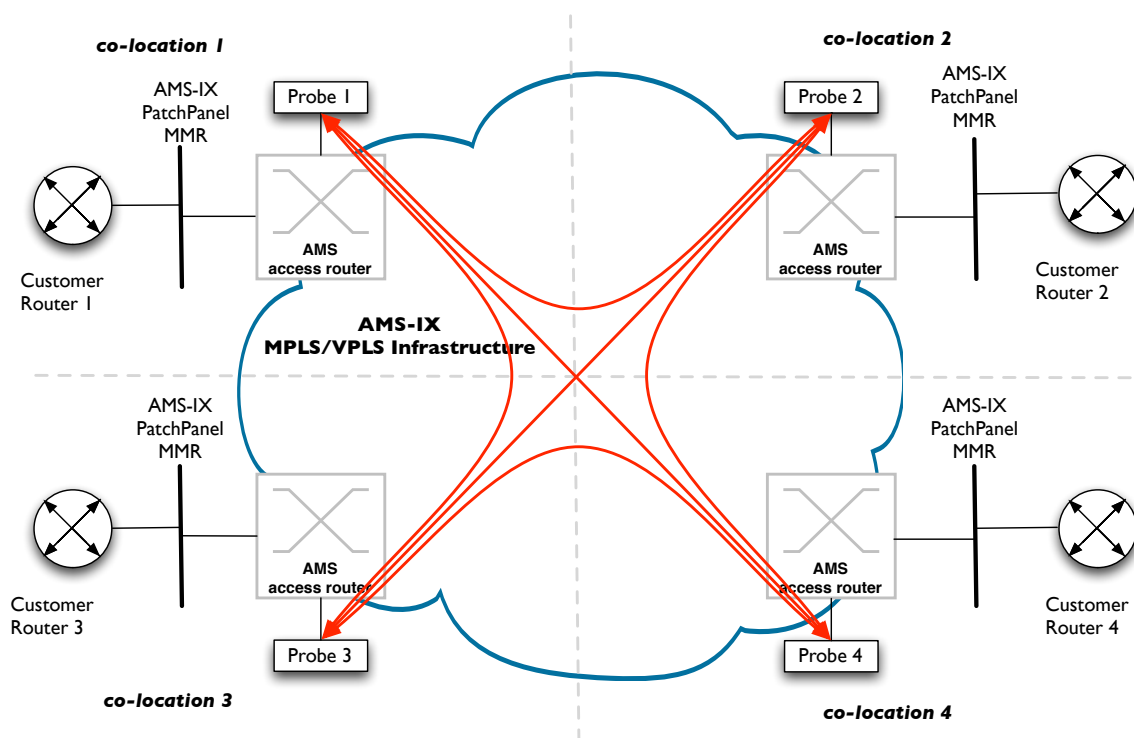 co-location 1
co-location 2
AMS-IX
PatchPanel
MMR
Probe 1
Probe 2
AMS-IX
PatchPanel
MMR
AMS
access router
AMS
access router
Customer
Router 1
Customer
Router 2
AMS-IX
MPLS/VPLS Infrastructure
AMS-IX
PatchPanel
MMR
AMS-IX
PatchPanel
MMR
AMS
access router
AMS
access router
Customer
Router 3
Customer
Router 4
Probe 3
Probe 4
co-location 3
co-location 4